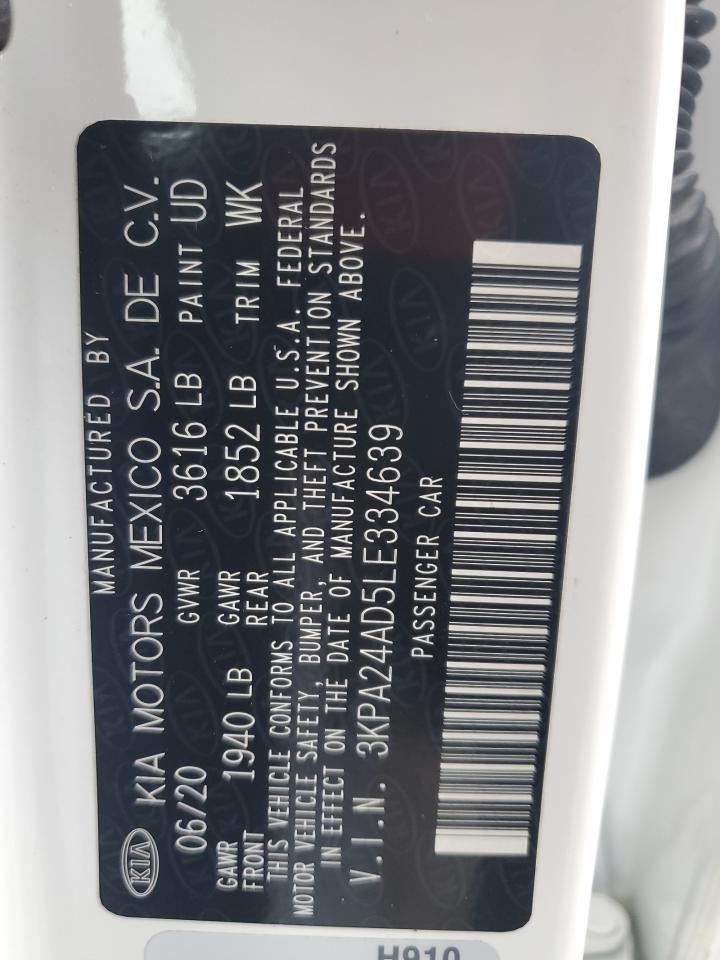 MANUFACTURED BY
KIA KIA MOTORS MEXICO S.A. DE C.V.
06/20 GVWR 3616 LB PAINT UD
GAWR FRONT 1940 LB GAWR REAR 1852 LB TRIM WK
THIS VEHICLE CONFORMS TO ALL APPLICABLE U.S.A. FEDERAL
MOTOR VEHICLE SAFETY, BUMPER, AND THEFT PREVENTION STANDARDS
IN EFFECT ON THE DATE OF MANUFACTURE SHOWN ABOVE.
V.I.N. 3KPA24AD5LE334639
PASSENGER CAR
H910